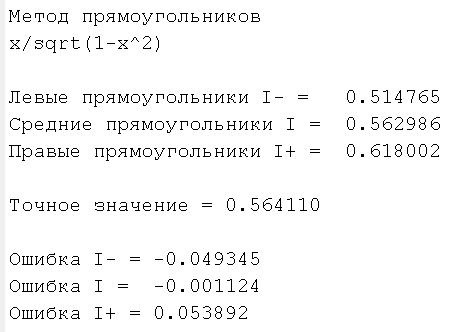 Метод прямоугольников
x/sqrt(1-x^2)
Левые прямоугольники I- = 0.514765
Средние прямоугольники I = 0.562986
Правые прямоугольники I+ = 0.618002
Точное значение = 0.564110
Ошибка I- = -0.049345
Ошибка I = -0.001124
Ошибка I+ = 0.053892